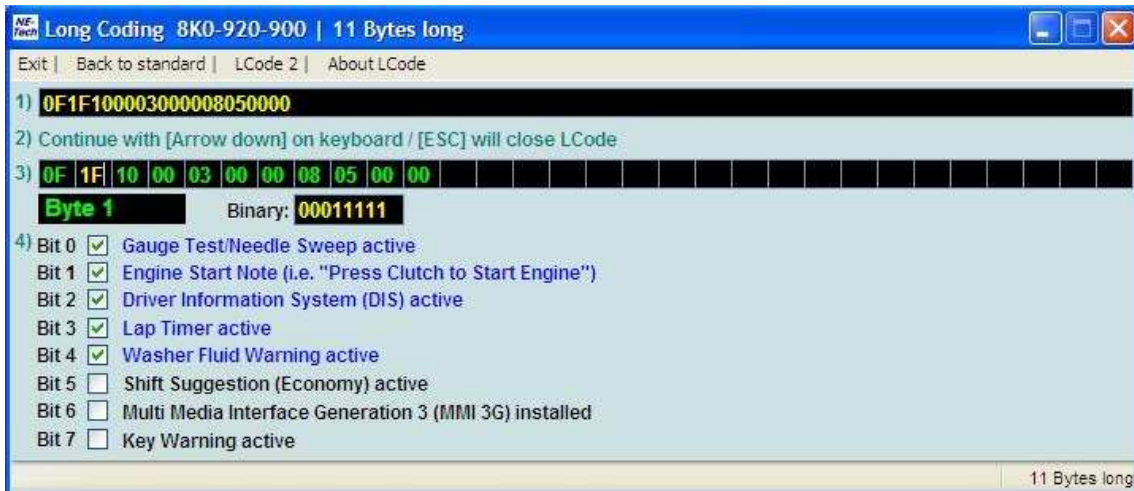 NE-Tech Long Coding 8K0-920-900 | 11 Bytes long
Exit | Back to standard | LCode 2 | About LCode
1) 0F1F100003000008050000
2) Continue with [Arrow down] on keyboard / [ESC] will close LCode
3) 0F 1F 10 00 03 00 00 08 05 00 00
Byte 1 Binary: 00011111
4) Bit 0 Gauge Test/Needle Sweep active
Bit 1 Engine Start Note (i.e. "Press Clutch to Start Engine")
Bit 2 Driver Information System (DIS) active
Bit 3 Lap Timer active
Bit 4 Washer Fluid Warning active
Bit 5 Shift Suggestion (Economy) active
Bit 6 Multi Media Interface Generation 3 (MMI 3G) installed
Bit 7 Key Warning active
11 Bytes long